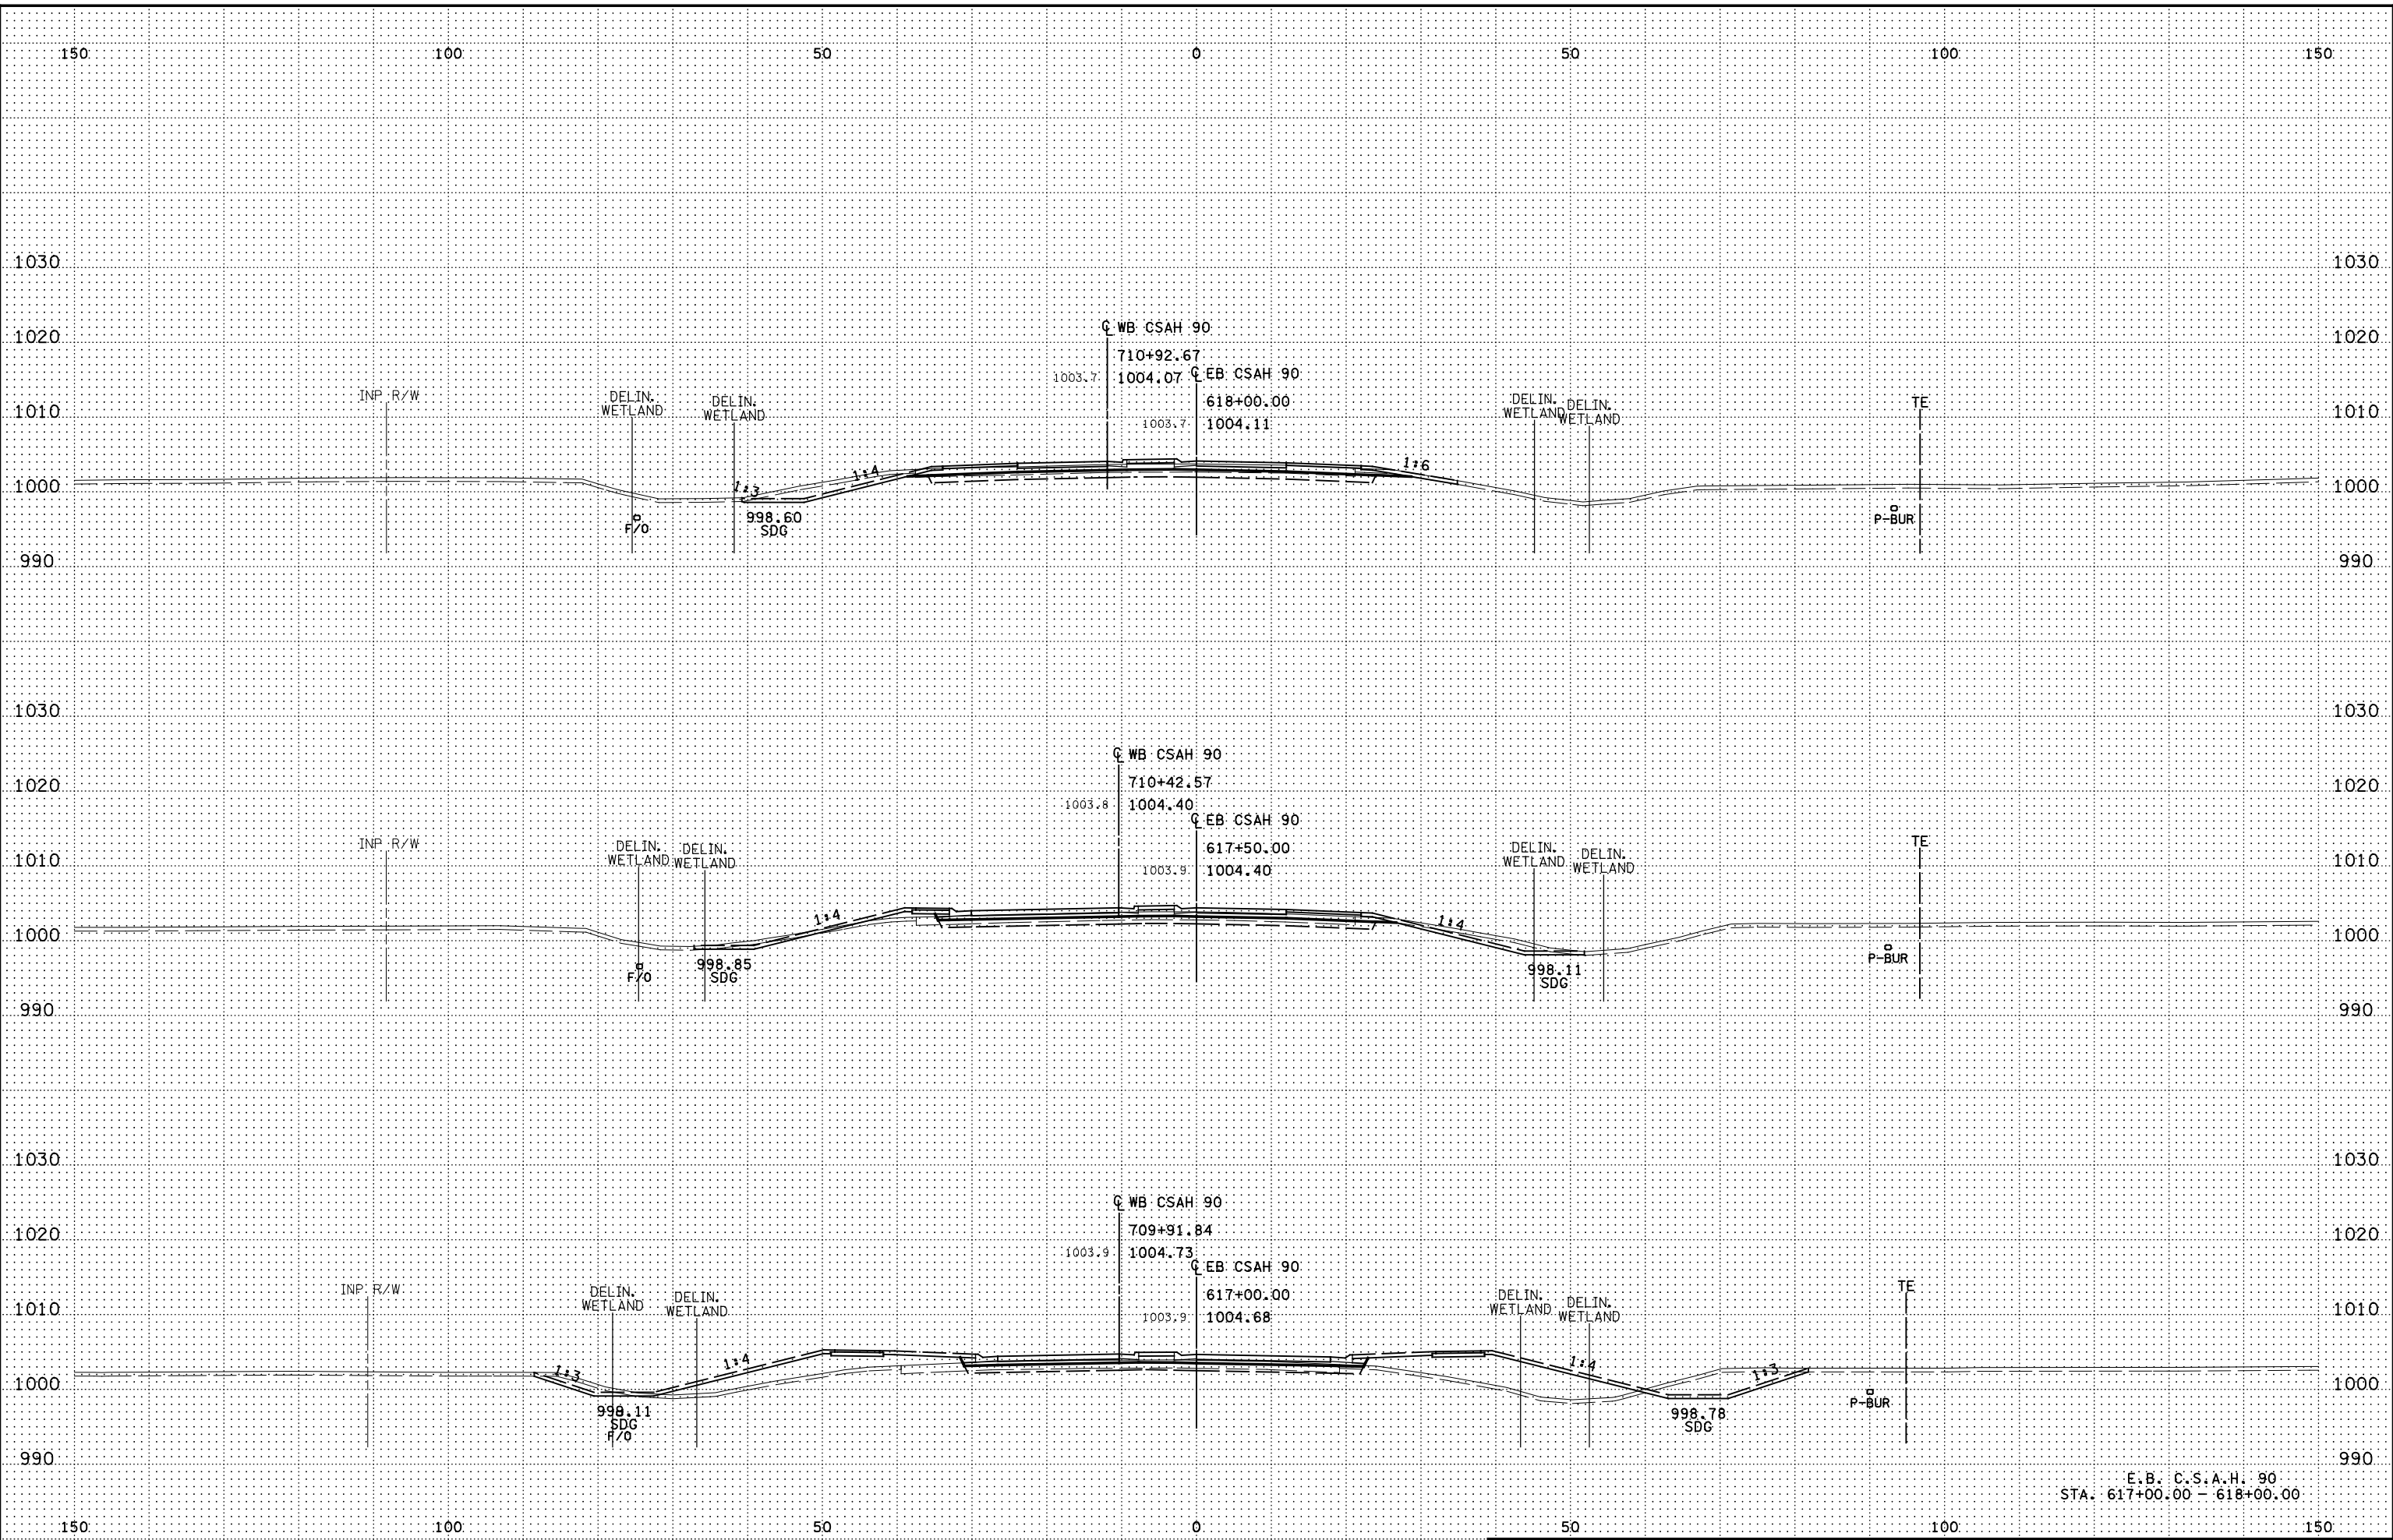 150 100 50 0 50 100 150
1030 1030
℄ WB CSAH 90
1020 1020
710+92.67
1003.7 1004.07 ℄ EB CSAH 90
INP R/W DELIN. WETLAND DELIN. WETLAND 618+00.00 DELIN. WETLAND DELIN. WETLAND TE
1010 1010
1003.7 1004.11
1:3 1:4 1:6
1000 1000
F/O 998.60 SDG P-BUR
990 990
1030 1030
℄ WB CSAH 90
1020 710+42.57 1020
1003.8 1004.40
℄ EB CSAH 90
INP R/W DELIN. WETLAND DELIN. WETLAND 617+50.00 DELIN. WETLAND DELIN. WETLAND TE
1010 1010
1003.9 1004.40
1:4 1:4
1000 1000
F/O 998.85 SDG 998.11 SDG P-BUR
990 990
1030 1030
℄ WB CSAH 90
1020 709+91.84 1020
1003.9 1004.73
℄ EB CSAH 90
INP R/W DELIN. WETLAND DELIN. WETLAND 617+00.00 DELIN. WETLAND DELIN. WETLAND TE
1010 1010
1003.9 1004.68
1:3 1:4 1:4 1:3
1000 1000
SDG F/O 998.78 SDG P-BUR
990 990
E.B. C.S.A.H. 90
STA. 617+00.00 - 618+00.00
150 100 50 0 50 100 150